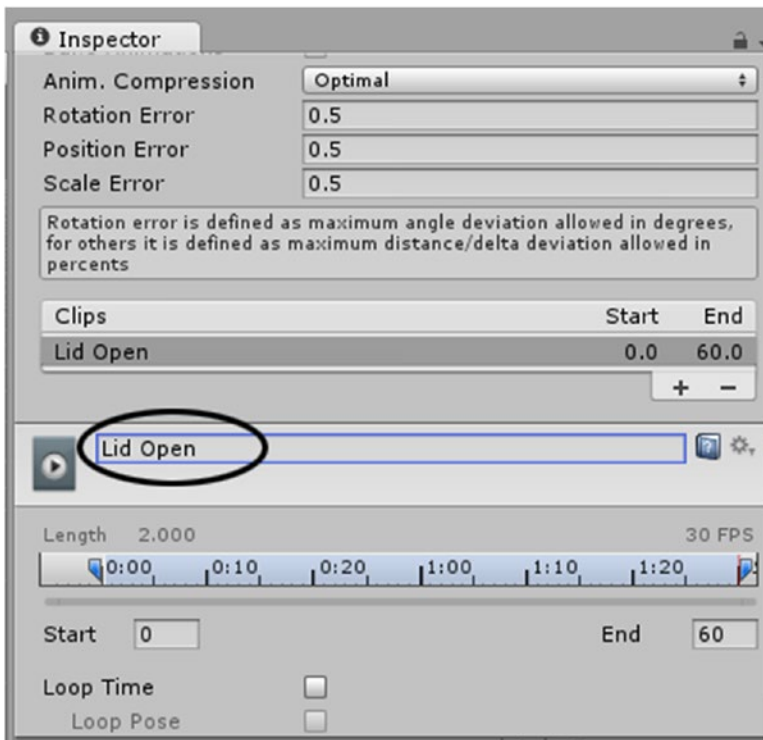 Inspector
Anim. Compression Optimal
Rotation Error 0.5
Position Error 0.5
Scale Error 0.5
Rotation error is defined as maximum angle deviation allowed in degrees,
for others it is defined as maximum distance/delta deviation allowed in
percents
Clips Start End
Lid Open 0.0 60.0
+ -
Lid Open
Length 2.000 30 FPS
0:00 0:10 0:20 1:00 1:10 1:20
Start 0 End 60
Loop Time
Loop Pose